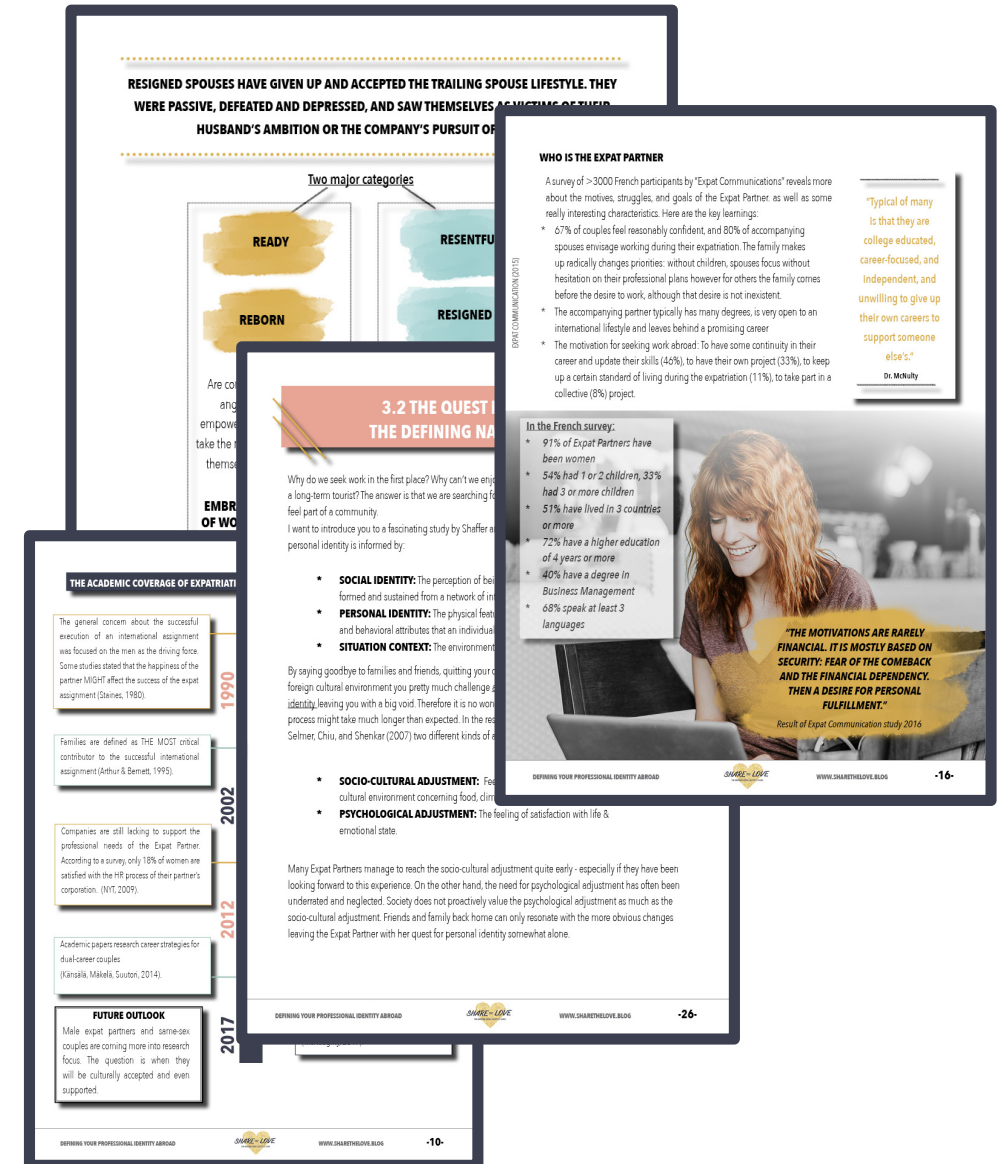 RESIGNED SPOUSES HAVE GIVEN UP AND ACCEPTED THE TRAILING SPOUSE LIFESTYLE. THEY
WERE PASSIVE, DEFEATED AND DEPRESSED, AND SAW THEMSELVES AS VICTIMS OF THEIR
HUSBAND'S AMBITION OR THE COMPANY'S PURSUIT OF
Two major categories
READY
RESENTFU
REBORN
RESIGNED
Are
ang
empowe
take the
themse
EMBR
OF WO
WHO IS THE EXPAT PARTNER
A survey of >3000 French participants by "Expat Communications" reveals more
about the motives, struggles, and goals of the Expat Partner. as well as some
really interesting characteristics. Here are the key learnings:
* 67% of couples feel reasonably confident, and 80% of accompanying
spouses envisage working during their expatriation. The family makes
up radically changes priorities: without children, spouses focus without
hesitation on their professional plans however for others the family comes
before the desire to work, although that desire is not inexistent.
* The accompanying partner typically has many degrees, is very open to an
international lifestyle and leaves behind a promising career
* The motivation for seeking work abroad: To have some continuity in their
career and update their skills (46%), to have their own project (33%), to keep
up a certain standard of living during the expatriation (11%), to take part in a
collective (8%) project.
EXPAT COMMUNICATION (2015)
"Typical of many
is that they are
college educated,
career-focused, and
independent, and
unwilling to give up
their own careers to
support someone
else's."
Dr. McNulty
In the French survey:
* 91% of Expat Partners have
been women
* 54% had 1 or 2 children, 33%
had 3 or more children
* 51% have lived in 3 countries
or more
* 72% have a higher education
of 4 years or more
* 40% have a degree in
Business Management
* 68% speak at least 3
languages
"THE MOTIVATIONS ARE RARELY
FINANCIAL. IT IS MOSTLY BASED ON
SECURITY: FEAR OF THE COMEBACK
AND THE FINANCIAL DEPENDENCY.
THEN A DESIRE FOR PERSONAL
FULFILLMENT."
Result of Expat Communication study 2016
DEFINING YOUR PROFESSIONAL IDENTITY ABROAD
SHARE THE LOVE
WWW.SHARETHELOVE.BLOG
-16-
3.2 THE QUEST
THE DEFINING NA
Why do we seek work in the first place? Why can't we enjo
a long-term tourist? The answer is that we are searching fo
feel part of a community.
I want to introduce you to a fascinating study by Shaffer a
personal identity is informed by:
* SOCIAL IDENTITY: The perception of bei
formed and sustained from a network of in
* PERSONAL IDENTITY: The physical featu
and behavioral attributes that an individual
* SITUATION CONTEXT: The environment
By saying goodbye to families and friends, quitting your
foreign cultural environment you pretty much challenge
identity leaving you with a big void. Therefore it is no won
process might take much longer than expected. In the res
Selmer, Chiu, and Shenkar (2007) two different kinds of a
* SOCIO-CULTURAL ADJUSTMENT: Fee
cultural environment concerning food, clim
* PSYCHOLOGICAL ADJUSTMENT: The feeling of satisfaction with life &
emotional state.
Many Expat Partners manage to reach the socio-cultural adjustment quite early - especially if they have been
looking forward to this experience. On the other hand, the need for psychological adjustment has often been
underrated and neglected. Society does not proactively value the psychological adjustment as much as the
socio-cultural adjustment. Friends and family back home can only resonate with the more obvious changes
leaving the Expat Partner with her quest for personal identity somewhat alone.
DEFINING YOUR PROFESSIONAL IDENTITY ABROAD
SHARE THE LOVE
WWW.SHARETHELOVE.BLOG
-26-
THE ACADEMIC COVERAGE OF EXPATRIATI
The general concern about the successful
execution of an international assignment
was focused on the men as the driving force.
Some studies stated that the happiness of the
partner MIGHT affect the success of the expat
assignment (Staines, 1980).
1990
Families are defined as THE MOST critical
contributor to the successful international
assignment (Arthur & Bennett, 1995).
2002
Companies are still lacking to support the
professional needs of the Expat Partner.
According to a survey, only 18% of women are
satisfied with the HR process of their partner's
corporation. (NYT, 2009).
2012
Academic papers research career strategies for
dual-career couples
(Känsälä, Mäkelä, Suutori, 2014).
2017
FUTURE OUTLOOK
Male expat partners and same-sex
couples are coming more into research
focus. The question is when they
will be culturally accepted and even
supported.
DEFINING YOUR PROFESSIONAL IDENTITY ABROAD
SHARE THE LOVE
WWW.SHARETHELOVE.BLOG
-10-